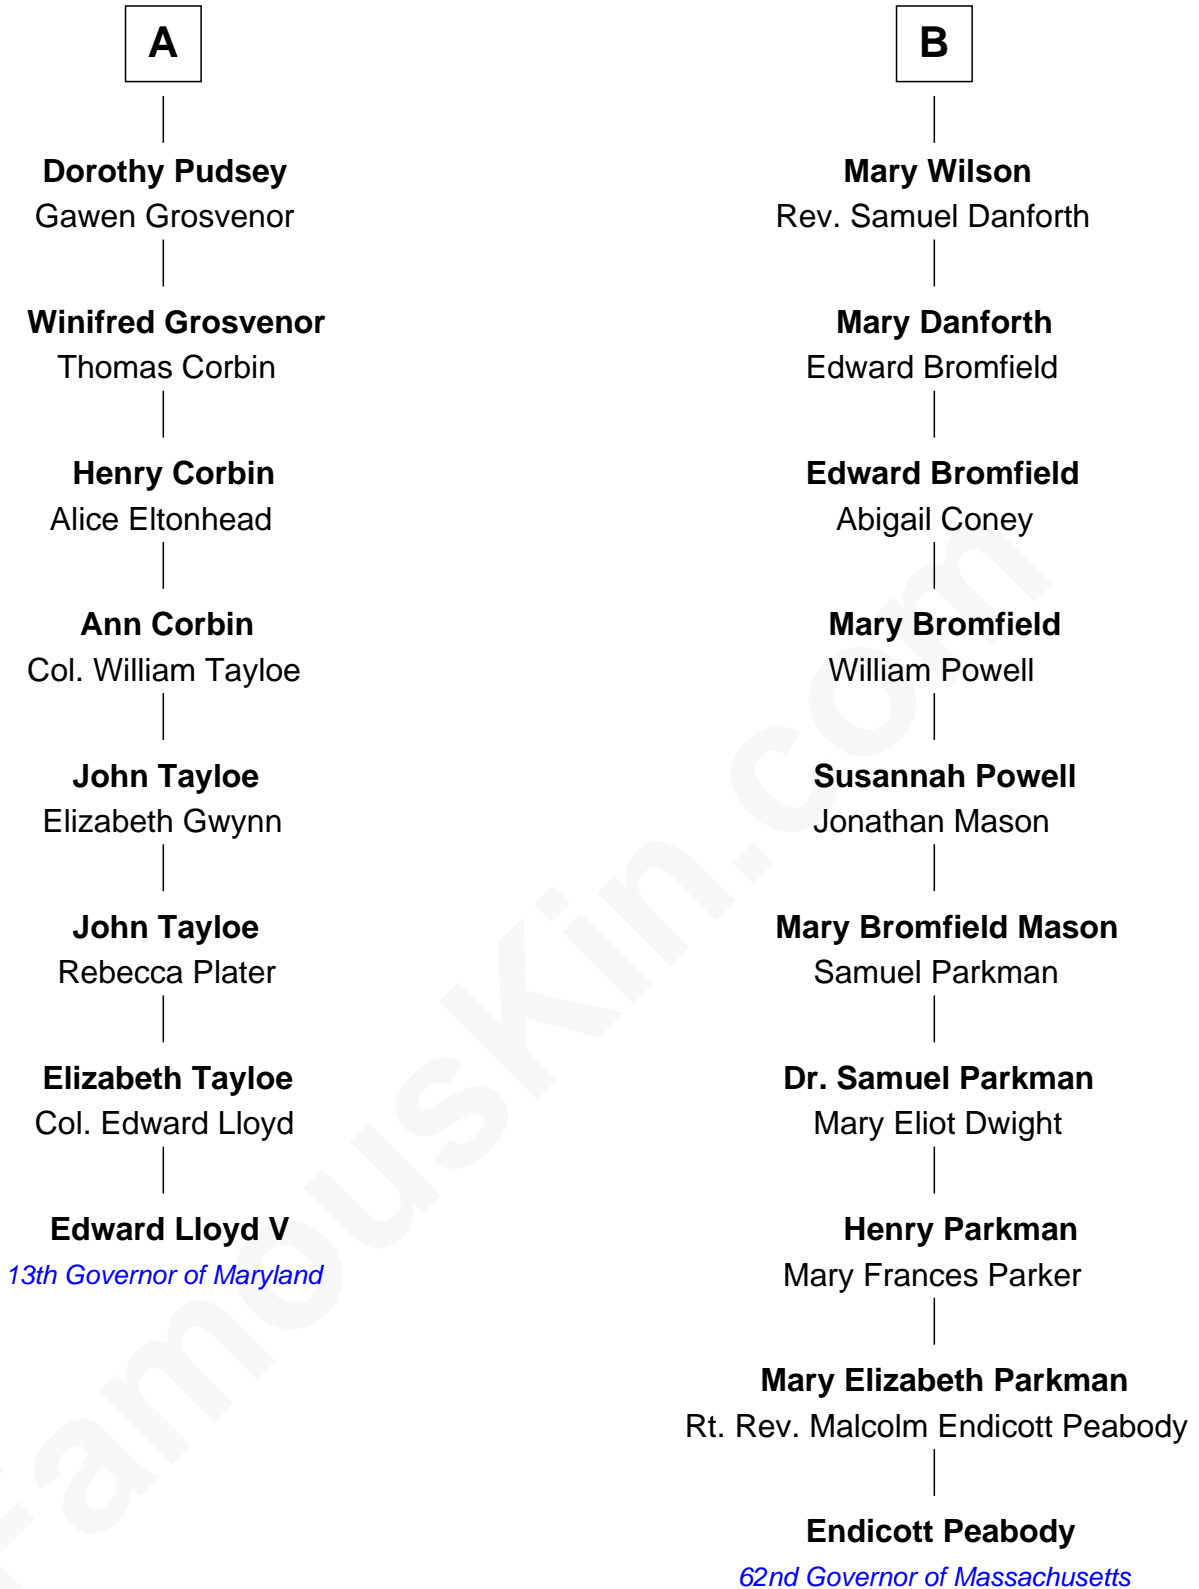 A
Dorothy Pudsey
Gawen Grosvenor
Winifred Grosvenor
Thomas Corbin
Henry Corbin
Alice Eltonhead
Ann Corbin
Col. William Tayloe
John Tayloe
Elizabeth Gwynn
John Tayloe
Rebecca Plater
Elizabeth Tayloe
Col. Edward Lloyd
Edward Lloyd V
13th Governor of Maryland
B
Mary Wilson
Rev. Samuel Danforth
Mary Danforth
Edward Bromfield
Edward Bromfield
Abigail Coney
Mary Bromfield
William Powell
Susannah Powell
Jonathan Mason
Mary Bromfield Mason
Samuel Parkman
Dr. Samuel Parkman
Mary Eliot Dwight
Henry Parkman
Mary Frances Parker
Mary Elizabeth Parkman
Rt. Rev. Malcolm Endicott Peabody
Endicott Peabody
62nd Governor of Massachusetts
FamousKin.com